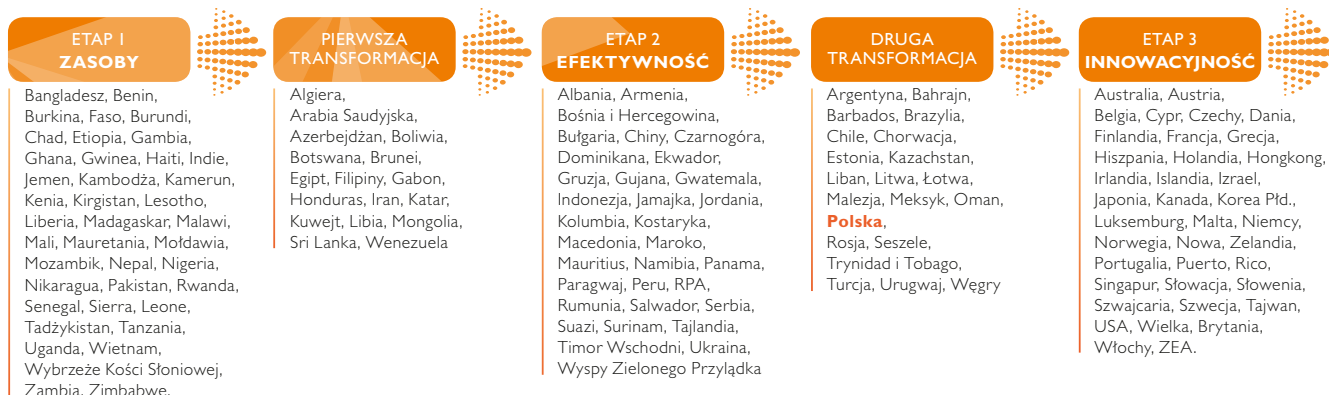 ETAP 1
ZASOBY
Bangladesz, Benin,
Burkina, Faso, Burundi,
Chad, Etiopia, Gambia,
Ghana, Gwinea, Haiti, Indie,
Jemen, Kambodża, Kamerun,
Kenia, Kirgistan, Lesotho,
Liberia, Madagaskar, Malawi,
Mali, Mauretania, Mołdawia,
Mozambik, Nepal, Nigeria,
Nikaragua, Pakistan, Rwanda,
Senegal, Sierra, Leone,
Tadżykistan, Tanzania,
Uganda, Wietnam,
Wybrzeże Kości Słoniowej,
Zambia, Zimbabwe,
PIERWSZA
TRANSFORMACJA
Algiera,
Arabia Saudyjska,
Azerbejdżan, Boliwia,
Botswana, Brunei,
Egipt, Filipiny, Gabon,
Honduras, Iran, Katar,
Kuwejt, Libia, Mongolia,
Sri Lanka, Wenezuela
ETAP 2
EFEKTYWNOŚĆ
Albania, Armenia,
Bośnia i Hercegowina,
Bułgaria, Chiny, Czarnogóra,
Dominikana, Ekwador,
Gruzja, Gujana, Gwatemala,
Indonezja, Jamajka, Jordania,
Kolumbia, Kostaryka,
Macedonia, Maroko,
Mauritius, Namibia, Panama,
Paragwaj, Peru, RPA,
Rumunia, Salwador, Serbia,
Suazi, Surinam, Tajlandia,
Timor Wschodni, Ukraina,
Wyspy Zielonego Przylądka
DRUGA
TRANSFORMACJA
Argentyna, Bahrajn,
Barbados, Brazylia,
Chile, Chorwacja,
Estonia, Kazachstan,
Liban, Litwa, Łotwa,
Malezja, Meksyk, Oman,
Polska,
Rosja, Seszele,
Trynidad i Tobago,
Turcja, Urugwaj, Węgry
ETAP 3
INNOWACYJNOŚĆ
Australia, Austria,
Belgia, Cypr, Czechy, Dania,
Finlandia, Francja, Grecja,
Hiszpania, Holandia, Hongkong,
Irlandia, Islandia, Izrael,
Japonia, Kanada, Korea Płd.,
Luksemburg, Malta, Niemcy,
Norwegia, Nowa, Zelandia,
Portugalia, Puerto, Rico,
Singapur, Słowacja, Słowenia,
Szwajcaria, Szwecja, Tajwan,
USA, Wielka, Brytania,
Włochy, ZEA.